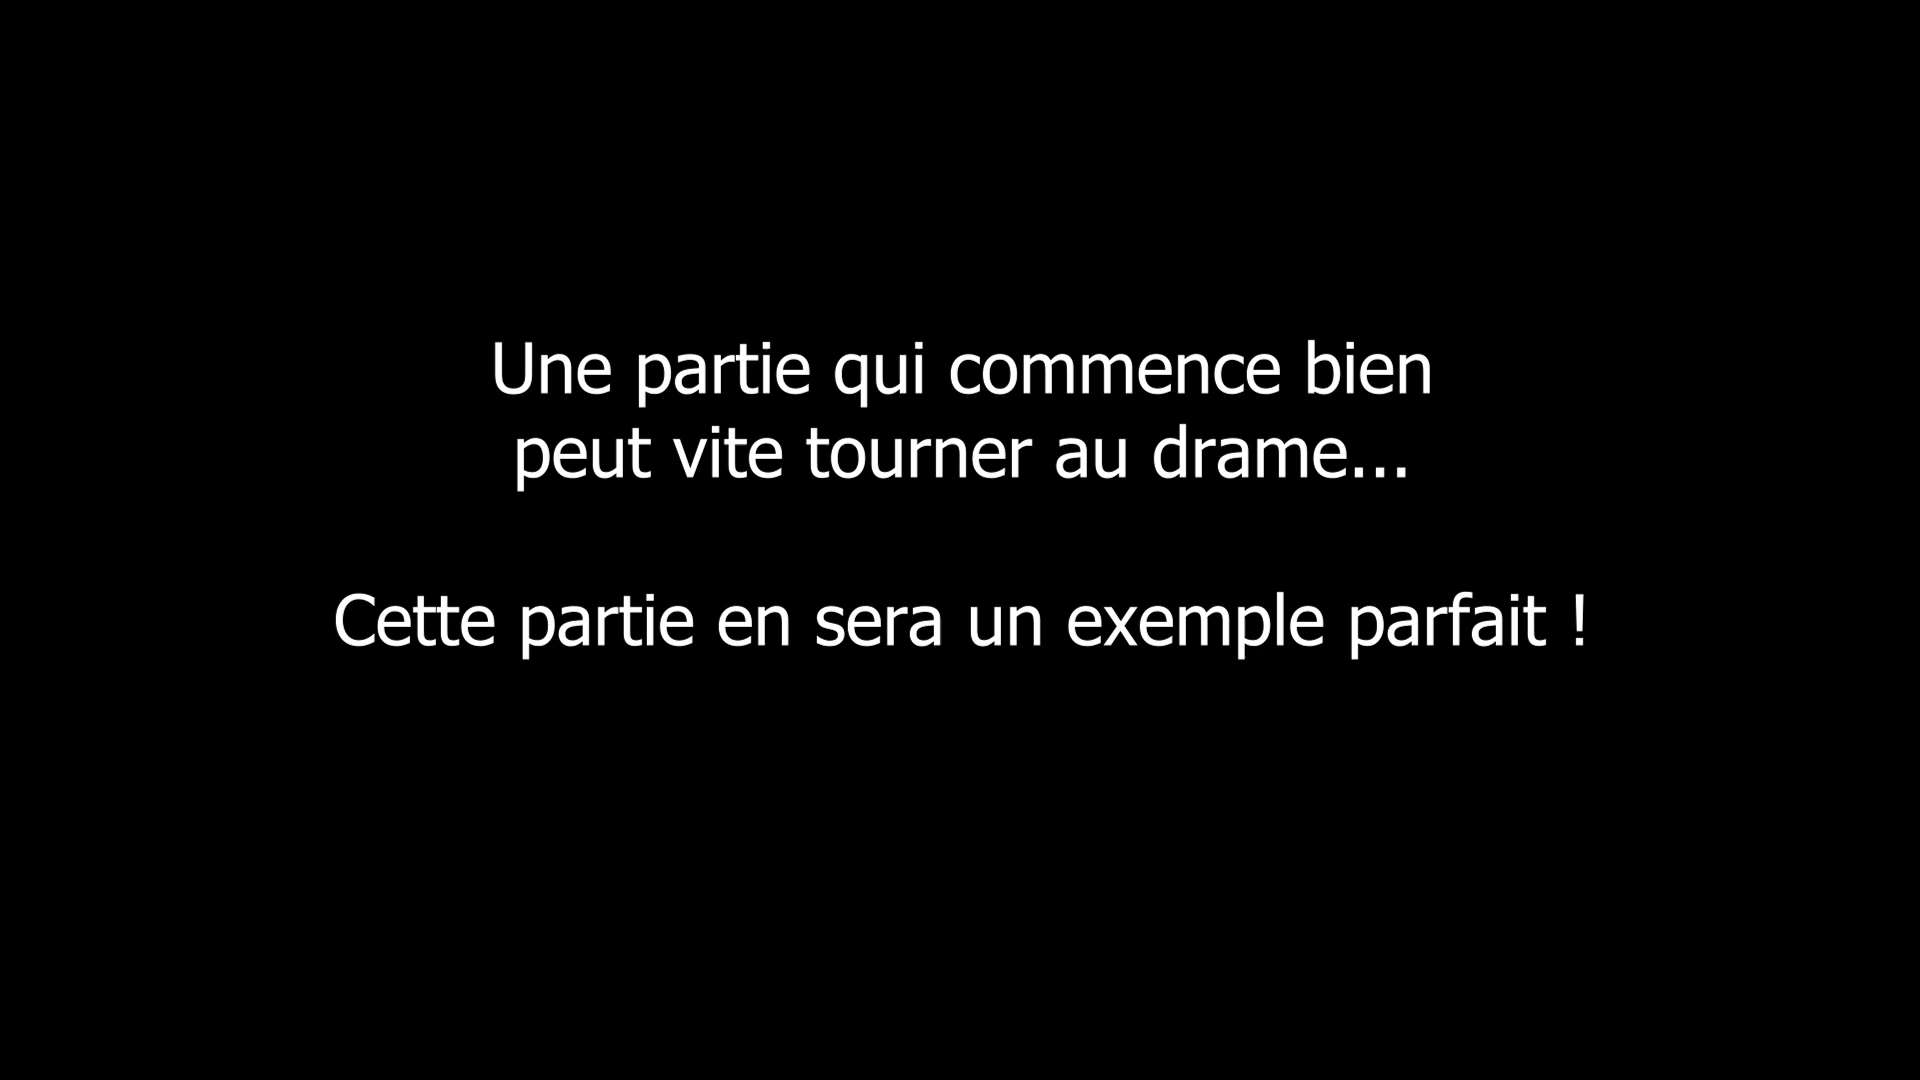 Une partie qui commence bien
peut vite tourner au drame...
Cette partie en sera un exemple parfait !